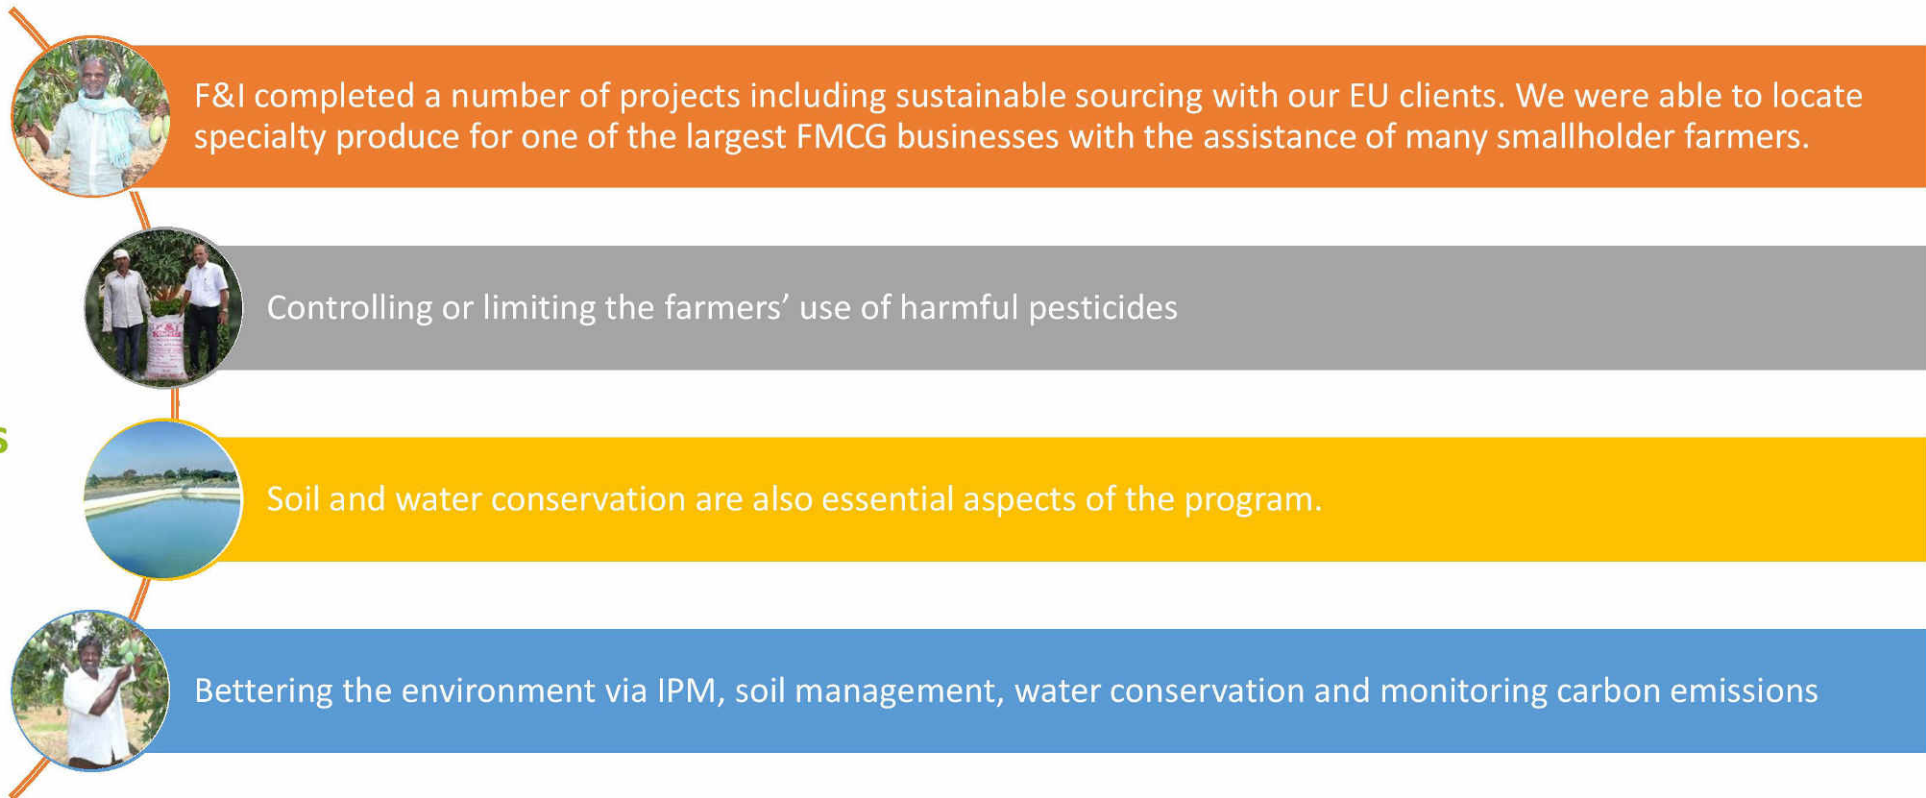 F&I completed a number of projects including sustainable sourcing with our EU clients. We were able to locate
specialty produce for one of the largest FMCG businesses with the assistance of many smallholder farmers.
Controlling or limiting the farmers’ use of harmful pesticides
s
Soil and water conservation are also essential aspects of the program.
Bettering the environment via IPM, soil management, water conservation and monitoring carbon emissions